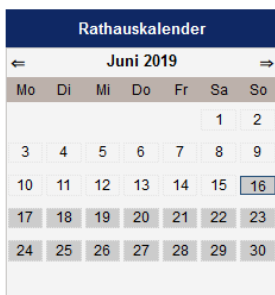 Rathauskalender
⇐ Juni 2019 ⇒
Mo Di Mi Do Fr Sa So
1 2
3 4 5 6 7 8 9
10 11 12 13 14 15 16
17 18 19 20 21 22 23
24 25 26 27 28 29 30